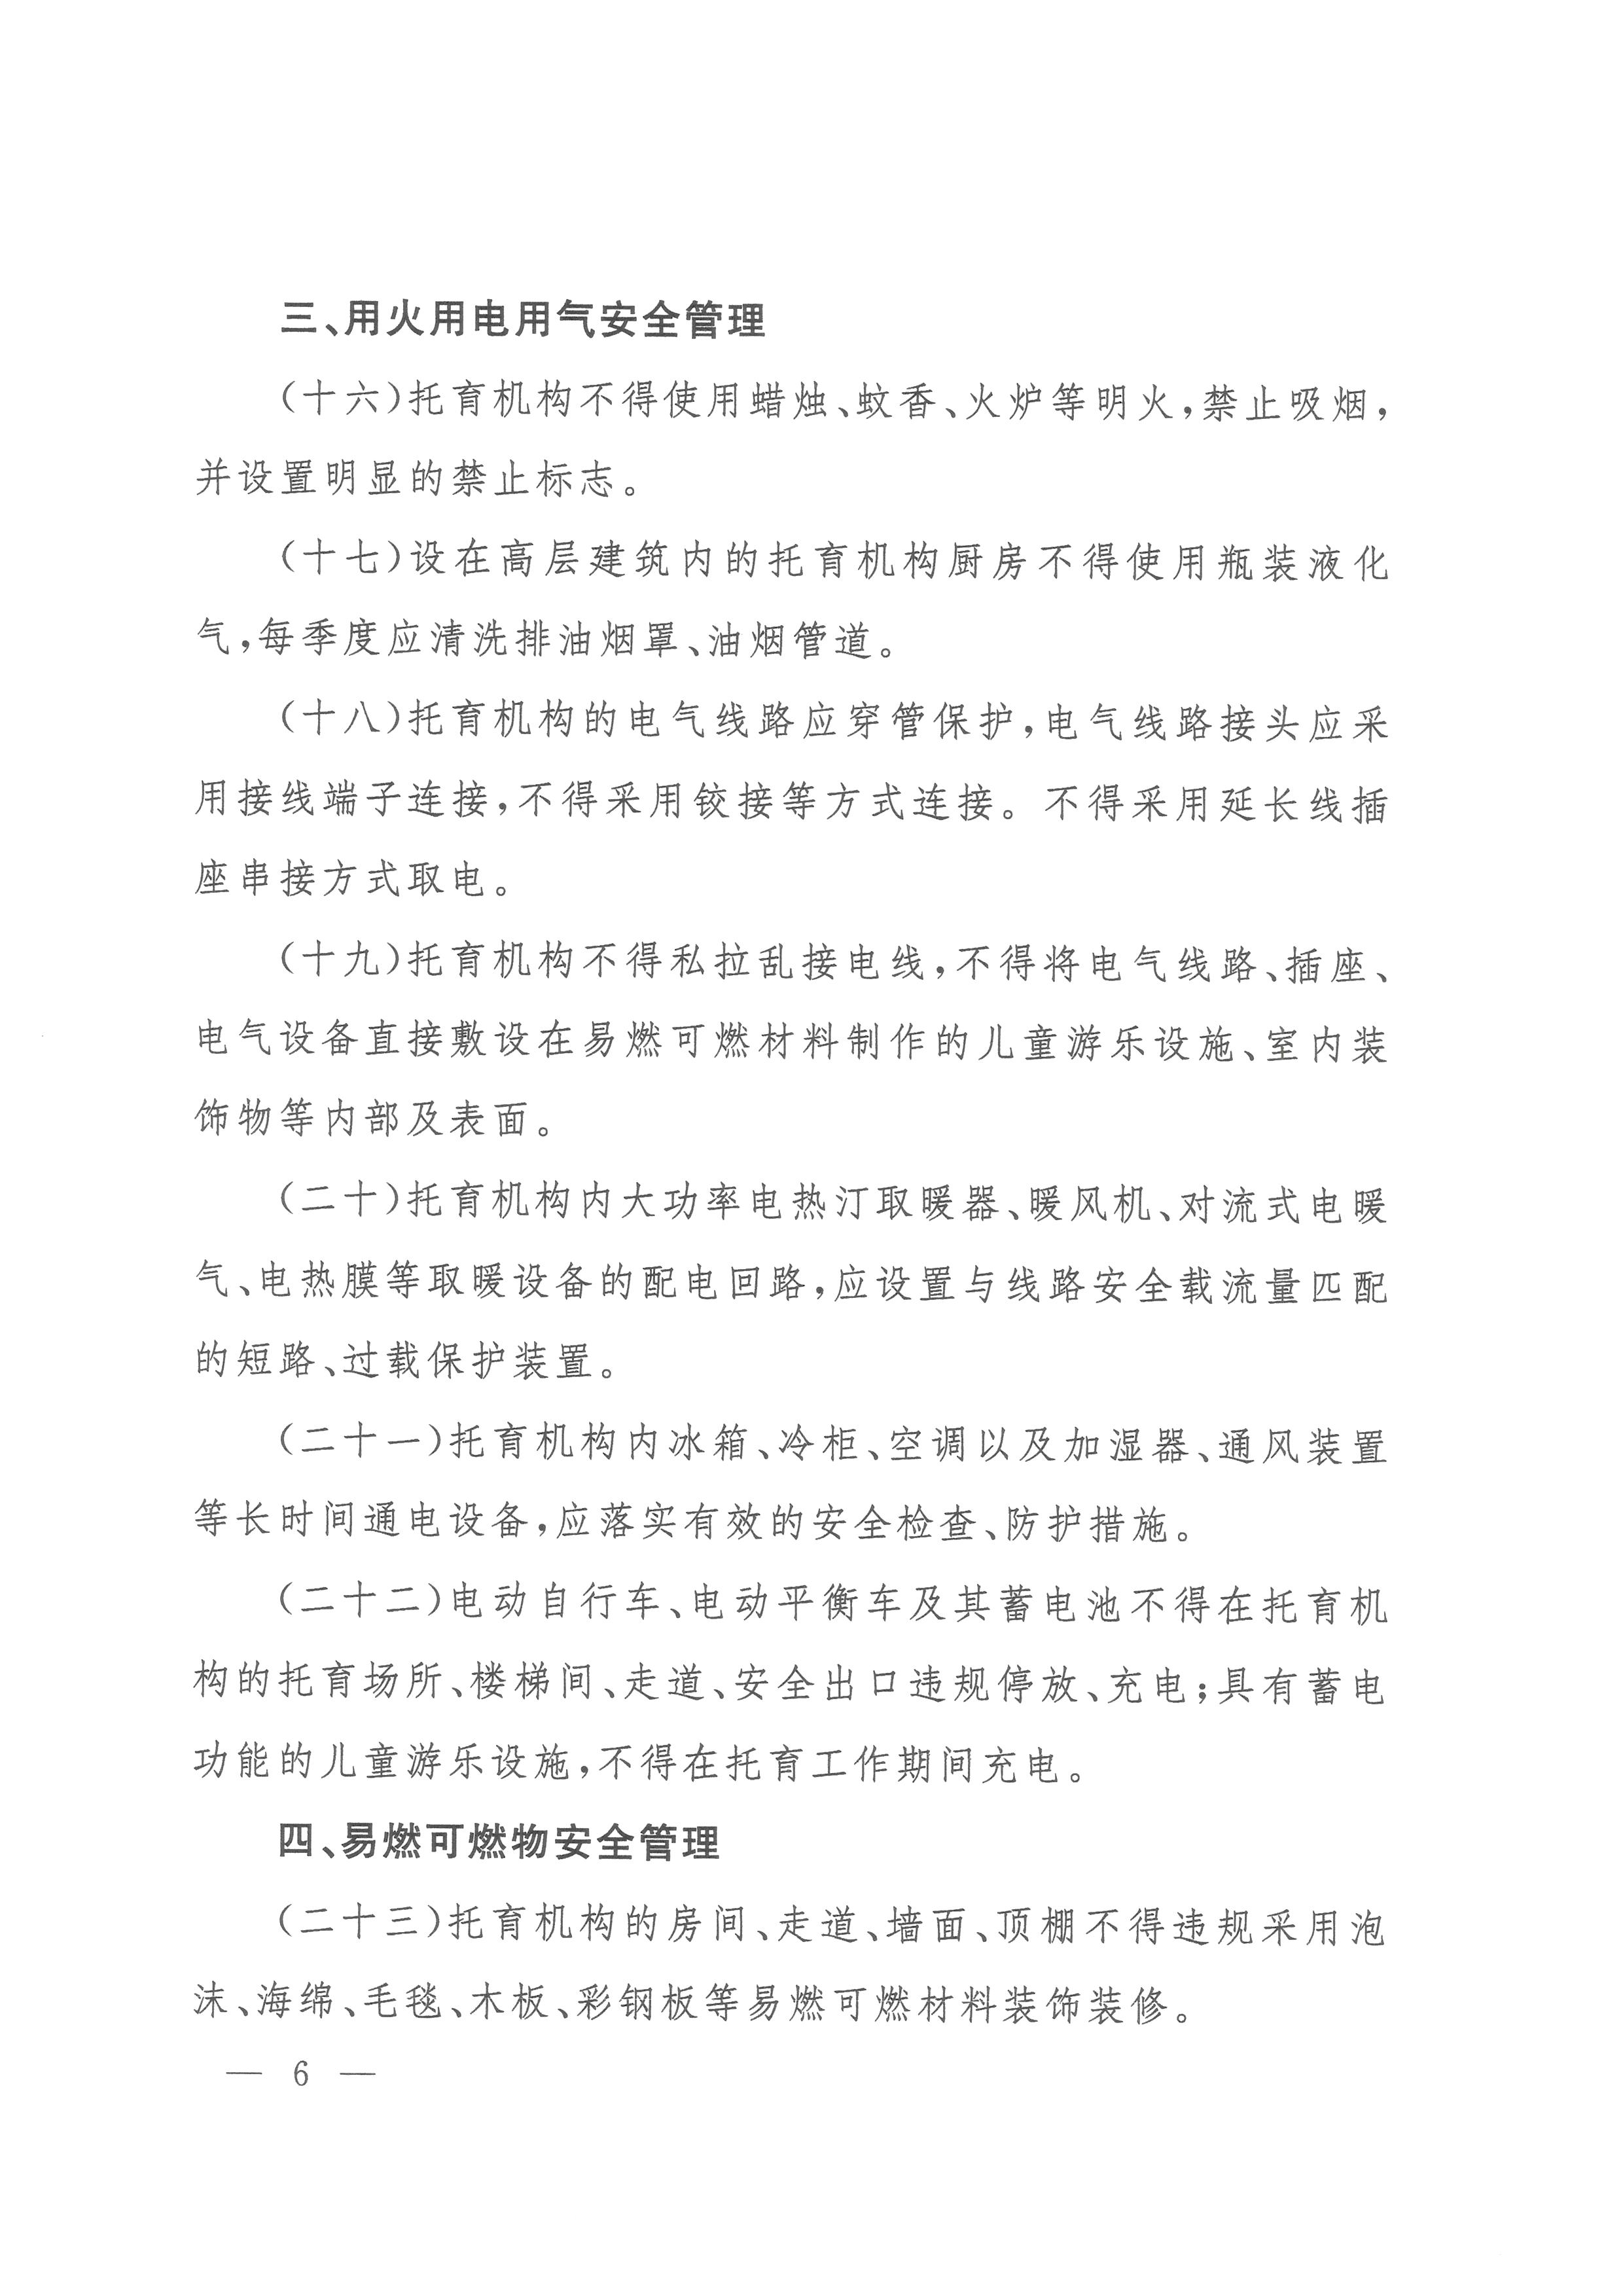 三、用火用电用气安全管理
(十六)托育机构不得使用蜡烛、蚊香、火炉等明火,禁止吸烟,
并设置明显的禁止标志。
(十七)设在高层建筑内的托育机构厨房不得使用瓶装液化
气,每季度应清洗排油烟罩、油烟管道。
(十八)托育机构的电气线路应穿管保护,电气线路接头应采
用接线端子连接,不得采用铰接等方式连接。不得采用延长线插
座串接方式取电。
(十九)托育机构不得私拉乱接电线,不得将电气线路、插座、
电气设备直接敷设在易燃可燃材料制作的儿童游乐设施、室内装
饰物等内部及表面。
(二十)托育机构内大功率电热汀取暖器、暖风机、对流式电暖
气、电热膜等取暖设备的配电回路,应设置与线路安全载流量匹配
的短路、过载保护装置。
(二十一)托育机构内冰箱、冷柜、空调以及加湿器、通风装置
等长时间通电设备,应落实有效的安全检查、防护措施。
(二十二)电动自行车、电动平衡车及其蓄电池不得在托育机
构的托育场所、楼梯间、走道、安全出口违规停放、充电;具有蓄电
功能的儿童游乐设施,不得在托育工作期间充电。
四、易燃可燃物安全管理
(二十三)托育机构的房间、走道、墙面、顶棚不得违规采用泡
沫、海绵、毛毯、木板、彩钢板等易燃可燃材料装饰装修。
— 6 —